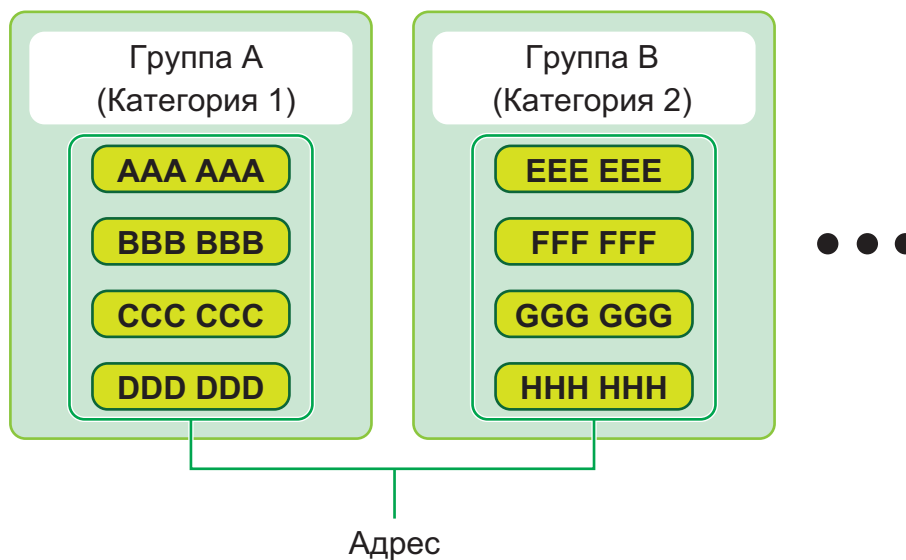 Группа A
(Категория 1)
AAA AAA
BBB BBB
CCC CCC
DDD DDD
Группа B
(Категория 2)
EEE EEE
FFF FFF
GGG GGG
HHH HHH
Адрес